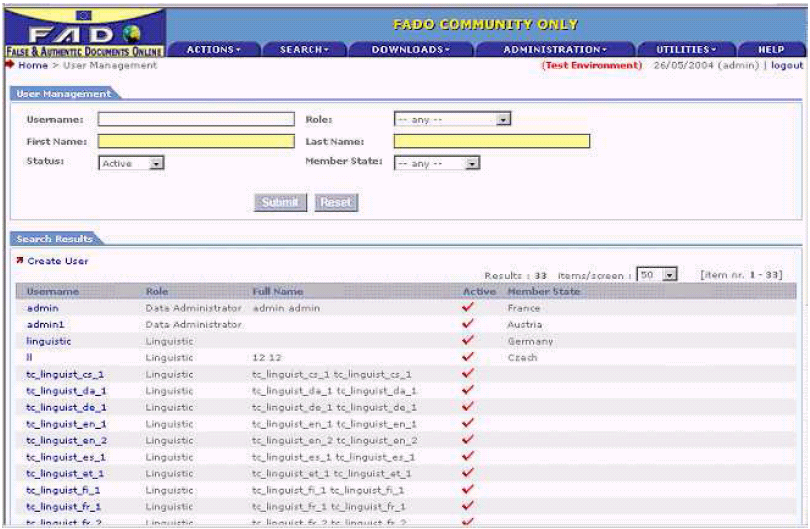 FADO COMMUNITY ONLY
FADO
FALSE & AUTHENTIC DOCUMENTS ONLINE
ACTIONS SEARCH DOWNLOADS ADMINISTRATION UTILITIES HELP
Home > User Management (Test Environment) 26/05/2004 (admin) | logout
User Management
Username: Role: -- any --
First Name: Last Name:
Status: Active Member State: -- any --
Submit Reset
Search Results
Create User
Results : 33 items/screen : 50 [item nr. 1 - 33]
Username Role Full Name Active Member State
admin Data Administrator admin admin France
admin1 Data Administrator Austria
linguistic Linguistic Germany
ll Linguistic 12 12 Czech
tc_linguist_cs_1 Linguistic tc_linguist_cs_1 tc_linguist_cs_1
tc_linguist_da_1 Linguistic tc_linguist_da_1 tc_linguist_da_1
tc_linguist_de_1 Linguistic tc_linguist_de_1 tc_linguist_de_1
tc_linguist_en_1 Linguistic tc_linguist_en_1 tc_linguist_en_1
tc_linguist_en_2 Linguistic tc_linguist_en_2 tc_linguist_en_2
tc_linguist_es_1 Linguistic tc_linguist_es_1 tc_linguist_es_1
tc_linguist_et_1 Linguistic tc_linguist_et_1 tc_linguist_et_1
tc_linguist_fi_1 Linguistic tc_linguist_fi_1 tc_linguist_fi_1
tc_linguist_fr_1 Linguistic tc_linguist_fr_1 tc_linguist_fr_1
tc_linguist_fr_2 Linguistic tc_linguist_fr_2 tc_linguist_fr_2